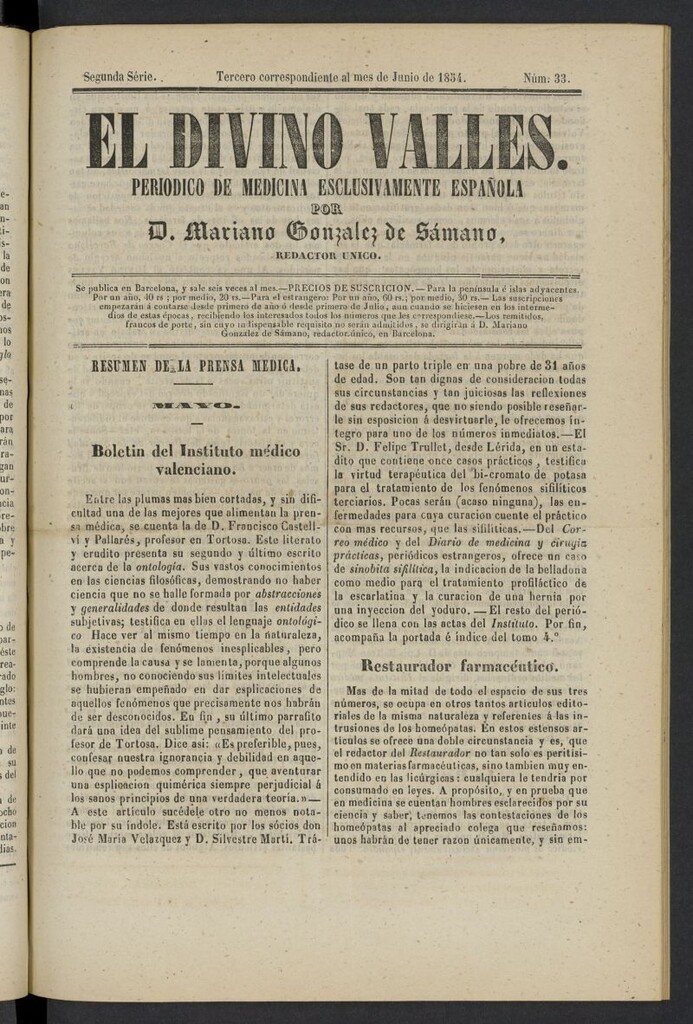 Segunda Série. Tercero correspondiente al mes de Junio de 1854. Núm: 33.
EL DIVINO VALLES.
PERIODICO DE MEDICINA ESCLUSIVAMENTE ESPAÑOLA
POR
D. Mariano Gonzalez de Sámano,
REDACTOR UNICO.
Se publica en Barcelona, y sale seis veces al mes.—PRECIOS DE SUSCRICION.—Para la península é islas adyacentes.
Por un año, 40 rs; por medio, 20 rs.—Para el estrangero: Por un año, 60 rs.; por medio, 30 rs.—Las suscripciones
empezarán á contarse desde primero de año ó desde primero de Julio, aun cuando se hiciesen en los interme-
dios de estas épocas, recibiendo los interesados todos los números que les correspondiese.—Los remitidos,
francos de porte, sin cuyo indispensable requisito no serán admitidos, se dirigirán á D. Mariano
Gonzalez de Sámano, redactor único, en Barcelona.
RESUMEN DE LA PRENSA MEDICA.
MAYO.
Boletin del Instituto médico
valenciano.
Entre las plumas mas bien cortadas, y sin difi-
cultad una de las mejores que alimentan la pren-
sa médica, se cuenta la de D. Francisco Castell-
ví y Pallarés, profesor en Tortosa. Este literato
y erudito presenta su segundo y último escrito
acerca de la ontología. Sus vastos conocimientos
en las ciencias filosóficas, demostrando no haber
ciencia que no se halle formada por abstracciones
y generalidades de donde resultan las entidades
subjetivas; testifica en ellas el lenguaje ontológi-
co Hace ver al mismo tiempo en la naturaleza,
la existencia de fenómenos inesplicables, pero
comprende la causa y se lamenta, porque algunos
hombres, no conociendo sus limites intelectuales
se hubieran empeñado en dar esplicaciones de
aquellos fenómenos que precisamente nos habrán
de ser desconocidos. En fin, su último parrafito
dará una idea del sublime pensamiento del pro-
fesor de Tortosa. Dice asi: «Es preferible, pues,
confesar nuestra ignorancia y debilidad en aque-
llo que no podemos comprender, que aventurar
una esplicacion quimérica siempre perjudicial á
los sanos principios de una verdadera teoria.»—
A este artículo sucédele otro no menos nota-
ble por su índole. Está escrito por los sócios don
José Maria Velazquez y D. Silvestre Martí. Trá-
tase de un parto triple en una pobre de 31 años
de edad. Son tan dignas de consideracion todas
sus circunstancias y tan juiciosas las reflexiones
de sus redactores, que no siendo posible reseñar-
le sin esposicion á desvirtuarle, le ofrecemos ín-
tegro para uno de los números inmediatos.—El
Sr. D. Felipe Trullet, desde Lérida, en un esta-
dito que contiene once casos prácticos, testifica
la virtud terapéutica del bi-cromato de potasa
para el tratamiento de los fenómenos sifilíticos
terciarios. Pocas serán (acaso ninguna), las en-
fermedades para cuya curacion cuente el práctico
con mas recursos, que las sifilíticas.—Del Cor-
reo médico y del Diario de medicina y cirugia
prácticas, periódicos estrangeros, ofrece un caso
de sinobita sifilítica, la indicacion de la belladona
como medio para el tratamiento profiláctico de
la escarlatina y la curacion de una hernia por
una inyeccion del yoduro.—El resto del perió-
dico se llena con las actas del Instituto. Por fin,
acompaña la portada é índice del tomo 4.º
Restaurador farmacéutico.
Mas de la mitad de todo el espacio de sus tres
números, se ocupa en otros tantos artículos edito-
riales de la misma naturaleza y referentes á las in-
trusiones de los homeópatas. En estos estensos ar-
tículos se ofrece una doble circunstancia y es, que
el redactor del Restaurador no tan solo es peritísi-
mo en materias farmacéuticas, sino tambien muy en-
tendido en las licúrgicas: cualquiera le tendria por
consumado en leyes. A propósito, y en prueba que
en medicina se cuentan hombres esclarecidos por su
ciencia y saber, tenemos las contestaciones de los
homeópatas al apreciado colega que reseñamos:
unos habrán de tener razon únicamente, y sin em-